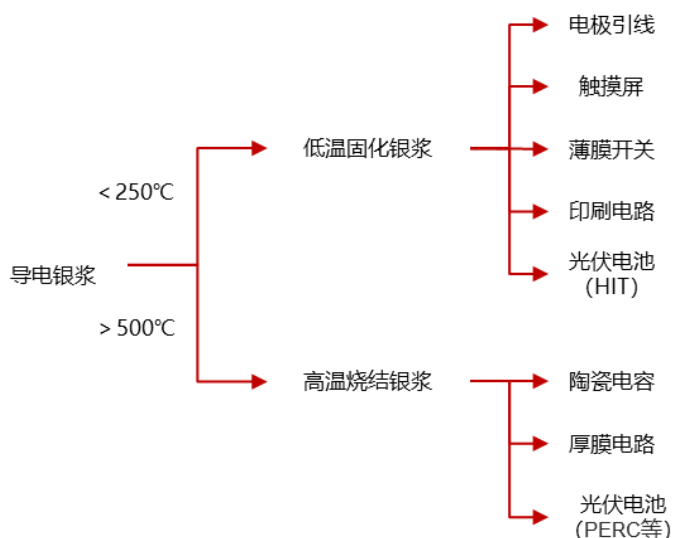 电极引线
触摸屏
低温固化银浆
薄膜开关
< 250℃
印刷电路
光伏电池
（HIT）
导电银浆
> 500℃
高温烧结银浆
陶瓷电容
厚膜电路
光伏电池
（PERC等）